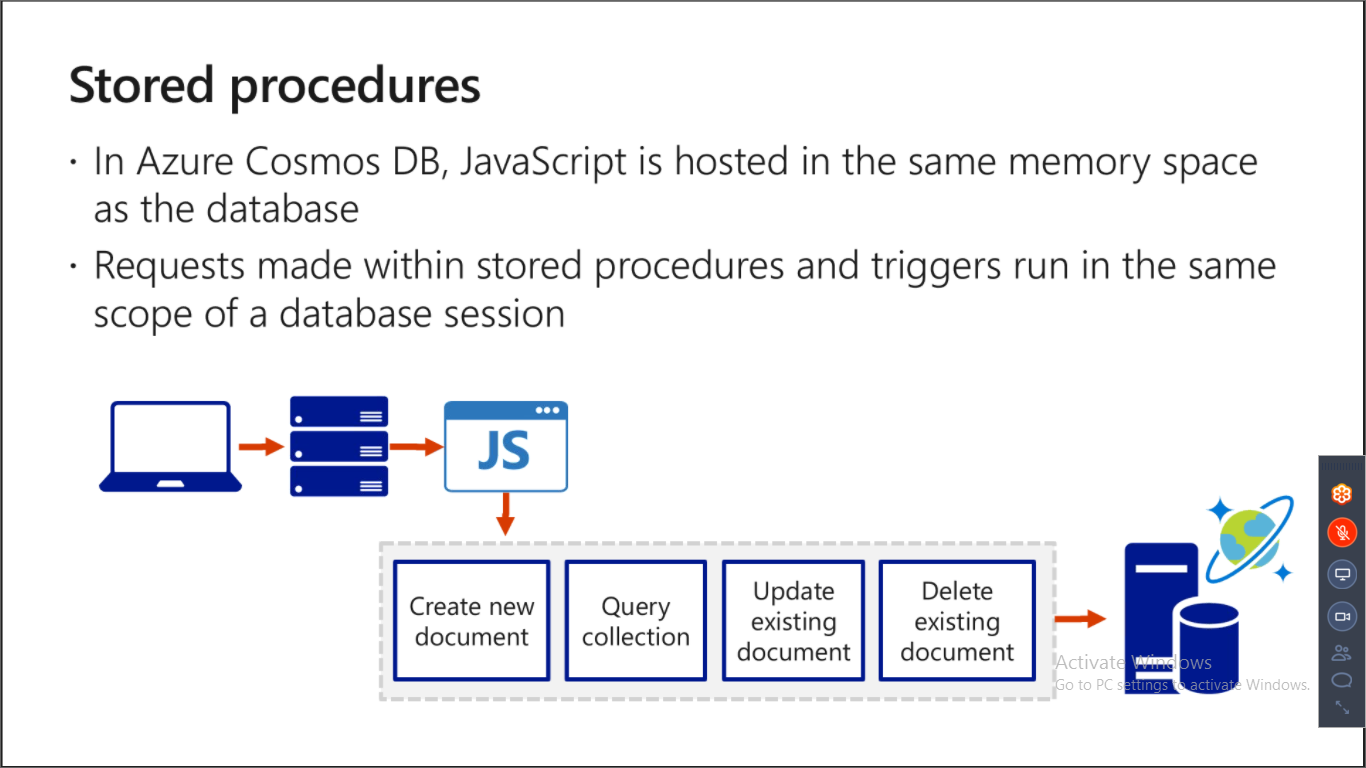 Stored procedures
• In Azure Cosmos DB, JavaScript is hosted in the same memory space
as the database
• Requests made within stored procedures and triggers run in the same
scope of a database session
JS
Create new
document
Query
collection
Update
existing
document
Delete
existing
document
Activate Windows
Go to PC settings to activate Windows.